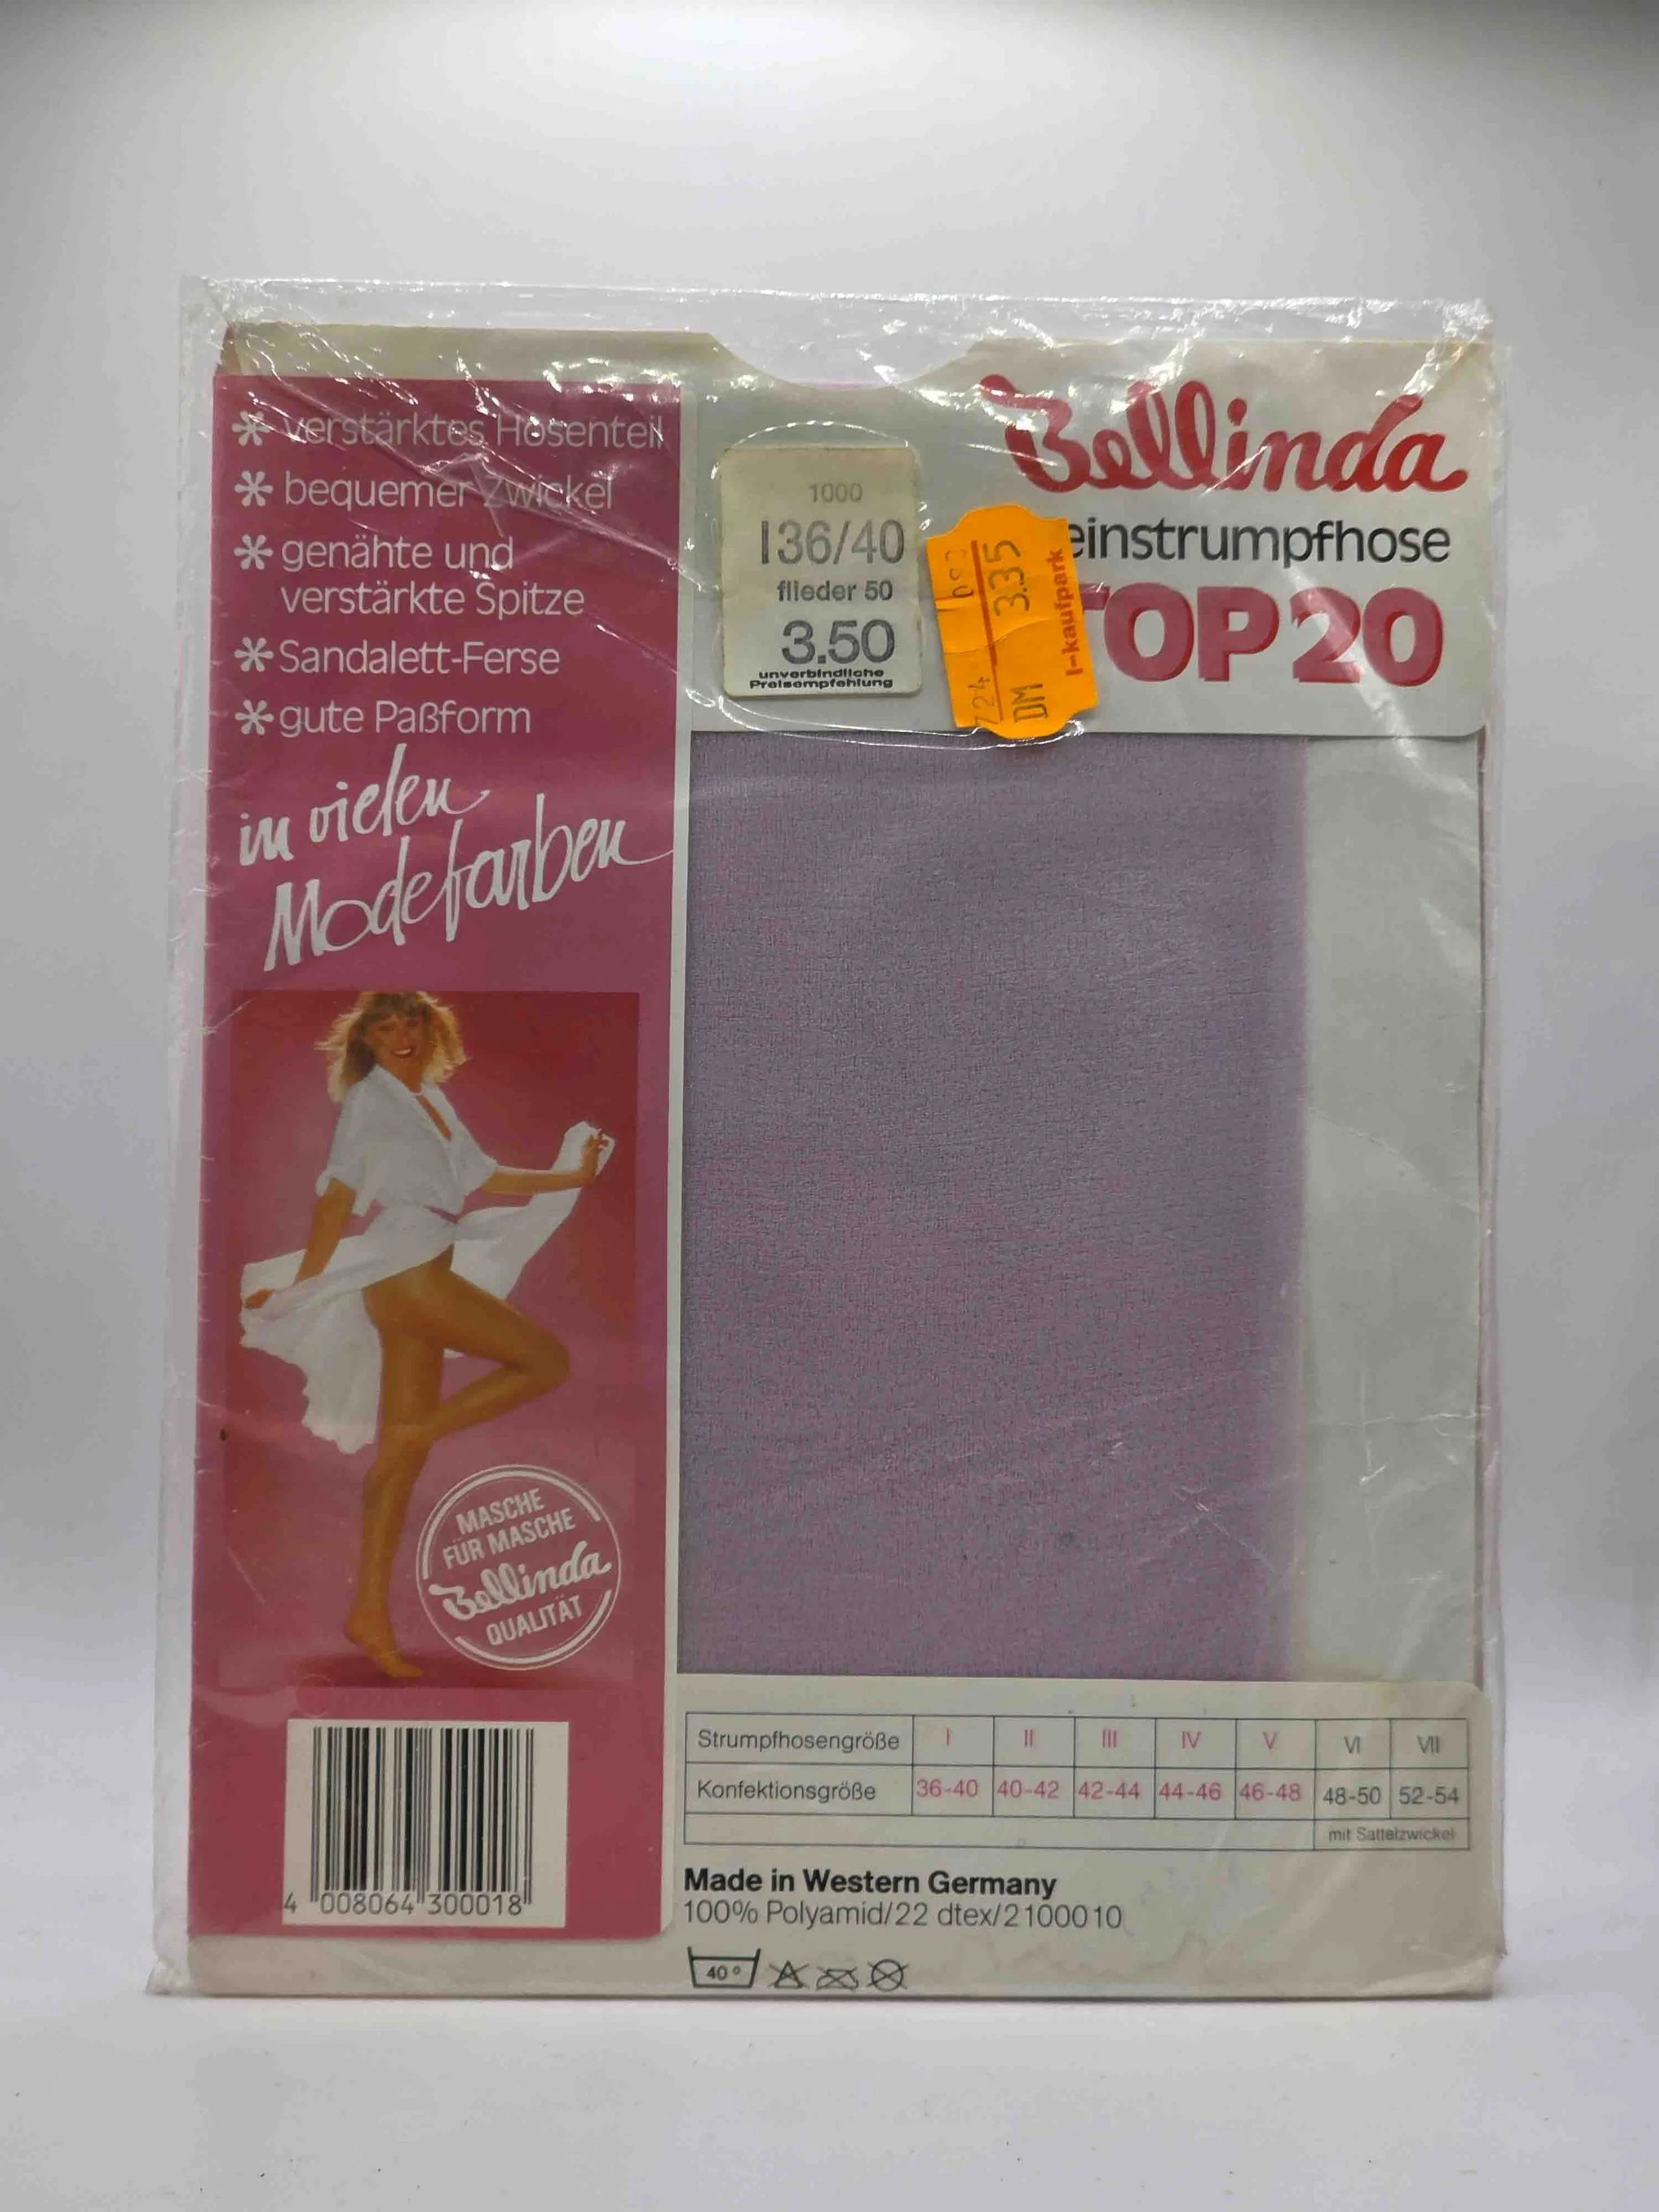 * verstärktes Hosenteil
* bequemer Zwickel
* genähte und
verstärkte Spitze
* Sandalett-Ferse
* gute Paßform
in vielen
Modefarben
MASCHE
FÜR MASCHE
Bellinda
QUALITÄT
4 008064 300018
1000
I 36/40
flieder 50
3.50
unverbindliche
Preisempfehlung
724
DM 3.35
I-kaufpark
Bellinda
einstrumpfhose
TOP 20
Strumpfhosengröße I II III IV V VI VII
Konfektionsgröße 36-40 40-42 42-44 44-46 46-48 48-50 52-54
mit Sattelzwickel
Made in Western Germany
100% Polyamid/22 dtex/2100010
40°